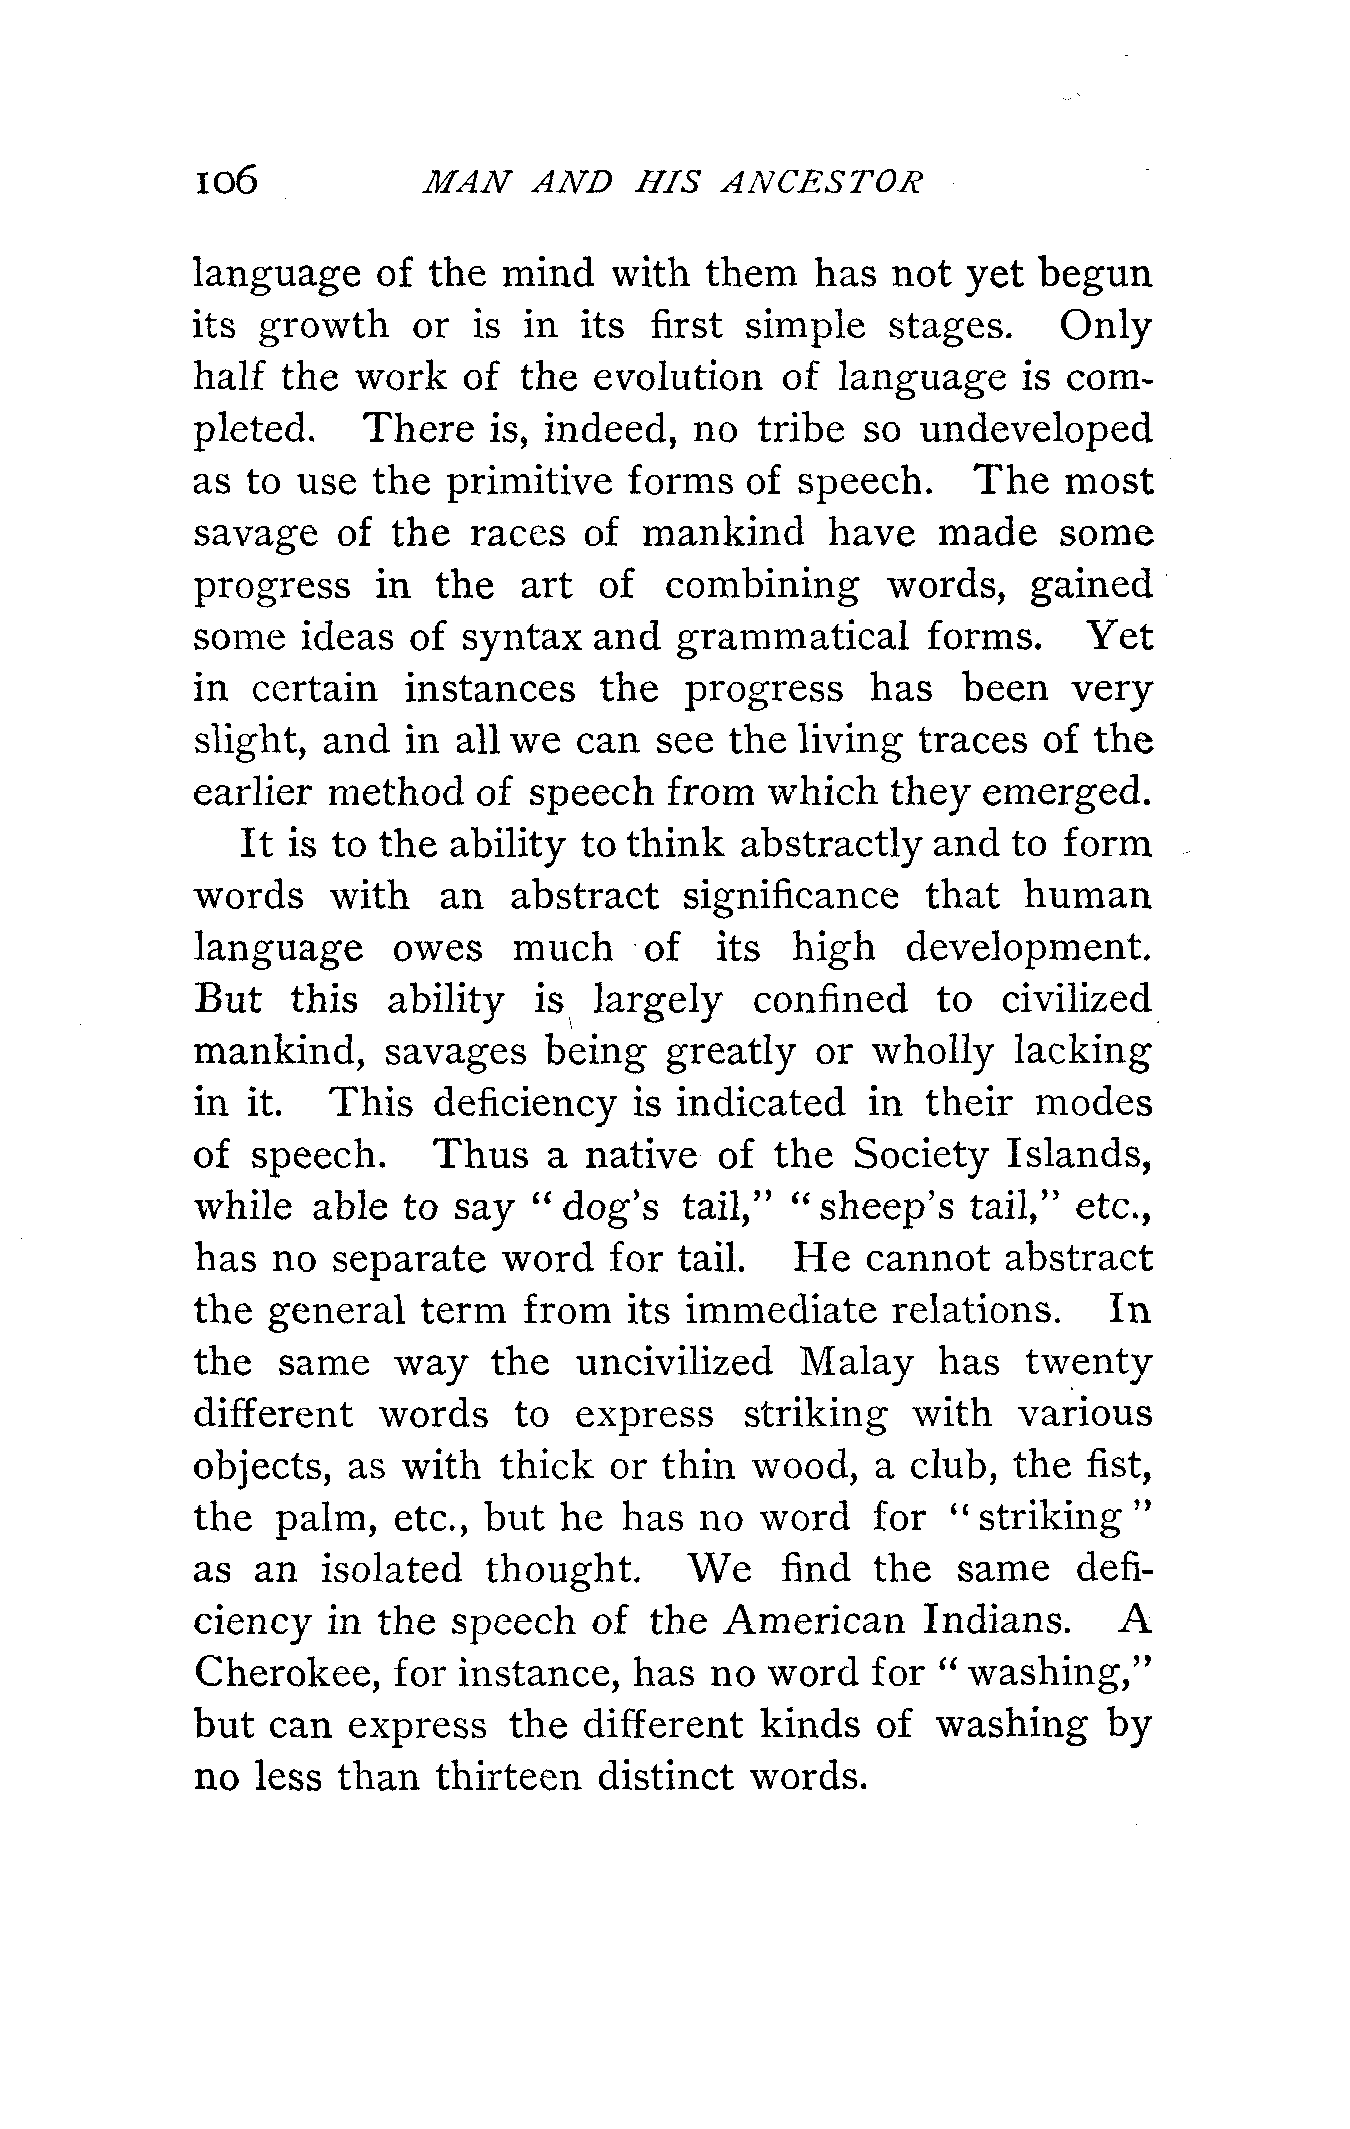 106 MAN AND HIS ANCESTOR
language of the mind with them has not yet begun
its growth or is in its first simple stages. Only
half the work of the evolution of language is com-
pleted. There is, indeed, no tribe so undeveloped
as to use the primitive forms of speech. The most
savage of the races of mankind have made some
progress in the art of combining words, gained
some ideas of syntax and grammatical forms. Yet
in certain instances the progress has been very
slight, and in all we can see the living traces of the
earlier method of speech from which they emerged.
It is to the ability to think abstractly and to form
words with an abstract significance that human
language owes much of its high development.
But this ability is largely confined to civilized
mankind, savages being greatly or wholly lacking
in it. This deficiency is indicated in their modes
of speech. Thus a native of the Society Islands,
while able to say "dog's tail," "sheep's tail," etc.,
has no separate word for tail. He cannot abstract
the general term from its immediate relations. In
the same way the uncivilized Malay has twenty
different words to express striking with various
objects, as with thick or thin wood, a club, the fist,
the palm, etc., but he has no word for "striking"
as an isolated thought. We find the same defi-
ciency in the speech of the American Indians. A
Cherokee, for instance, has no word for "washing,"
but can express the different kinds of washing by
no less than thirteen distinct words.